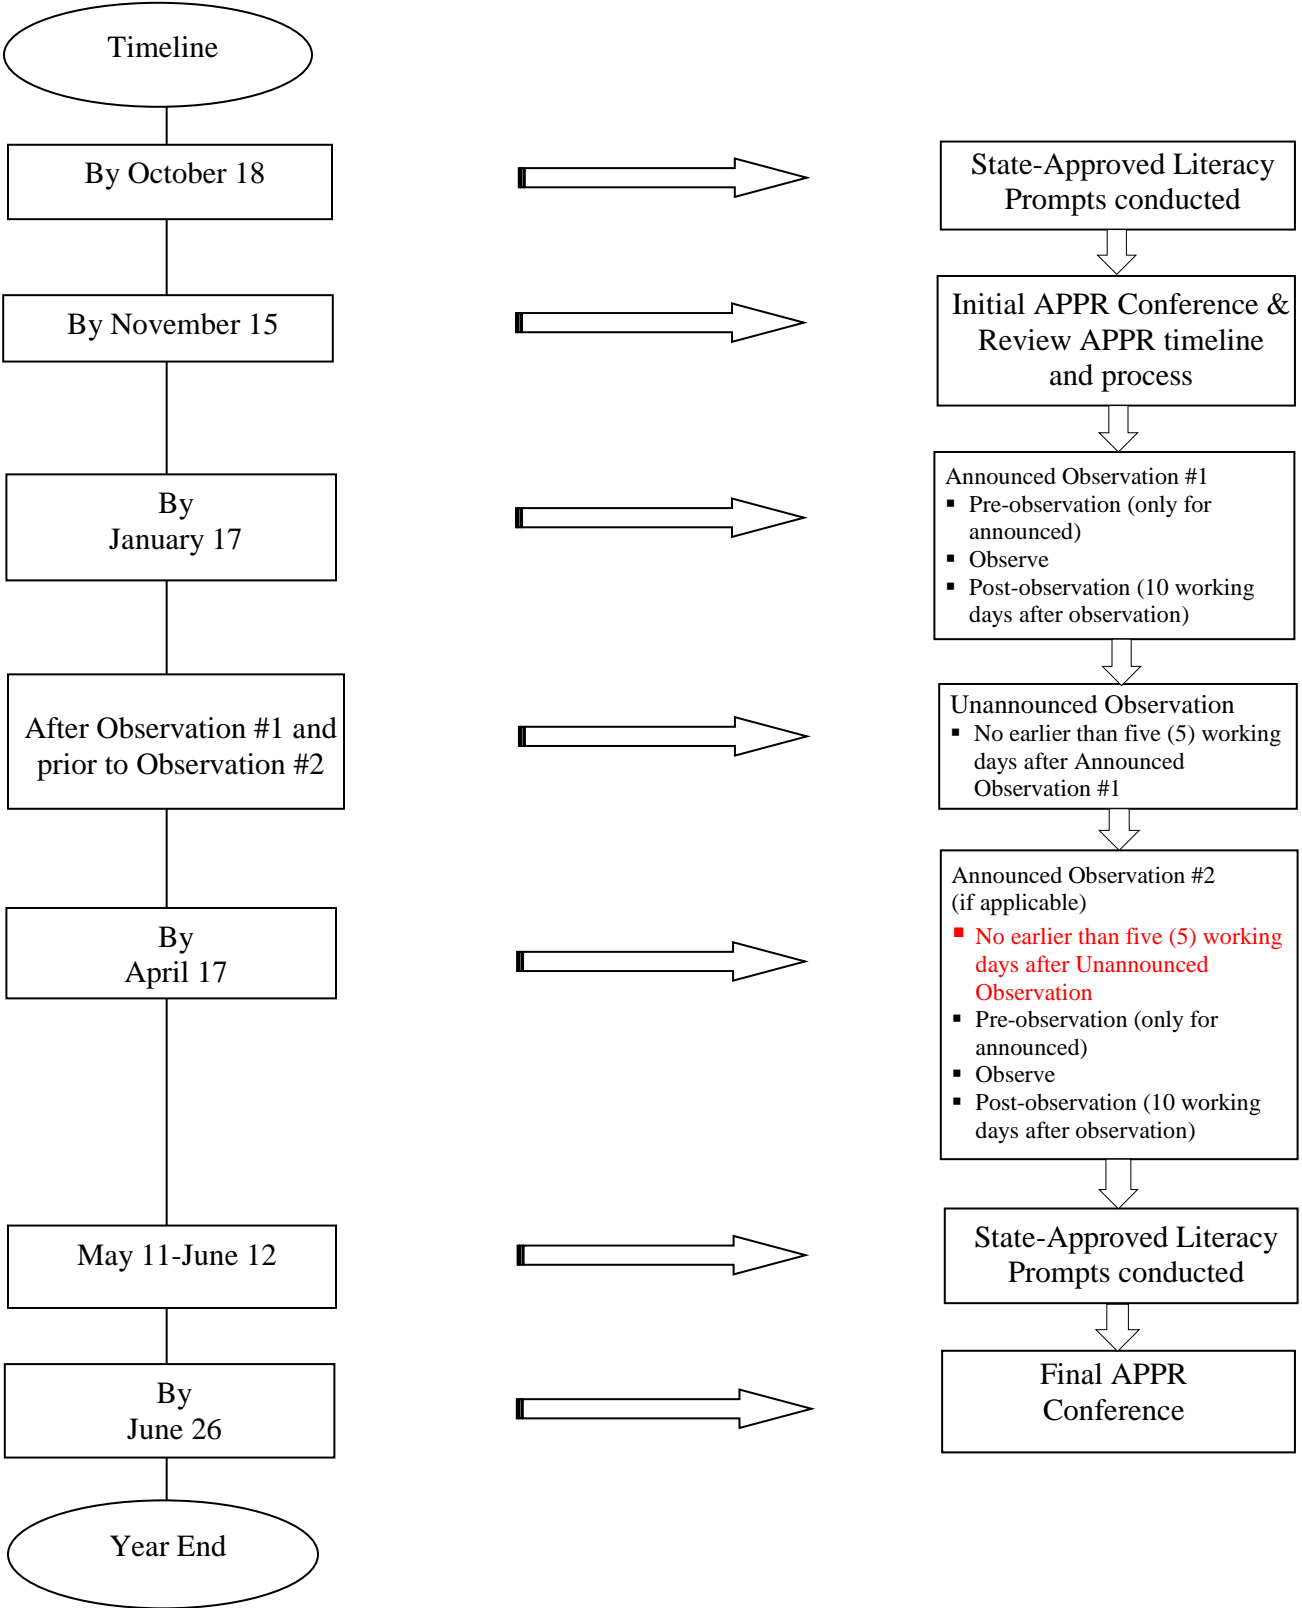 Timeline
By October 18
State-Approved Literacy
Prompts conducted
By November 15
Initial APPR Conference &
Review APPR timeline
and process
By
January 17
Announced Observation #1
▪ Pre-observation (only for
announced)
▪ Observe
▪ Post-observation (10 working
days after observation)
After Observation #1 and
prior to Observation #2
Unannounced Observation
▪ No earlier than five (5) working
days after Announced
Observation #1
By
April 17
Announced Observation #2
(if applicable)
▪ No earlier than five (5) working
days after Unannounced
Observation
▪ Pre-observation (only for
announced)
▪ Observe
▪ Post-observation (10 working
days after observation)
May 11-June 12
State-Approved Literacy
Prompts conducted
By
June 26
Final APPR
Conference
Year End